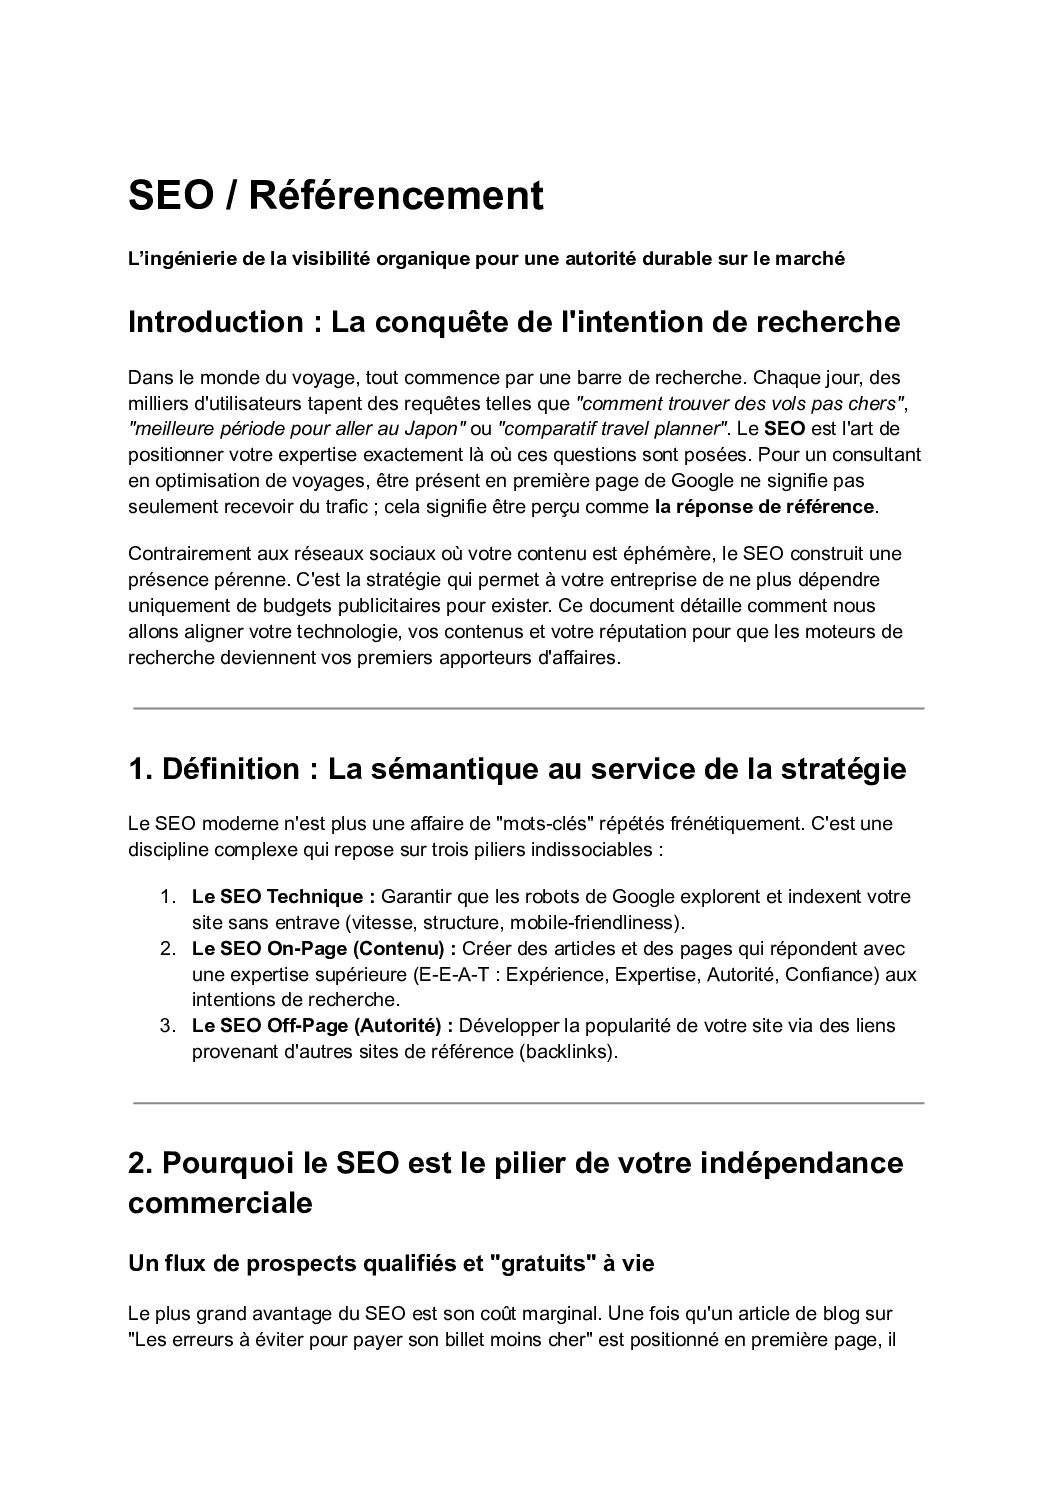 SEO / Référencement
L’ingénierie de la visibilité organique pour une autorité durable sur le marché
Introduction : La conquête de l'intention de recherche
Dans le monde du voyage, tout commence par une barre de recherche. Chaque jour, des
milliers d'utilisateurs tapent des requêtes telles que "comment trouver des vols pas chers",
"meilleure période pour aller au Japon" ou "comparatif travel planner". Le SEO est l'art de
positionner votre expertise exactement là où ces questions sont posées. Pour un consultant
en optimisation de voyages, être présent en première page de Google ne signifie pas
seulement recevoir du trafic ; cela signifie être perçu comme la réponse de référence.
Contrairement aux réseaux sociaux où votre contenu est éphémère, le SEO construit une
présence pérenne. C'est la stratégie qui permet à votre entreprise de ne plus dépendre
uniquement de budgets publicitaires pour exister. Ce document détaille comment nous
allons aligner votre technologie, vos contenus et votre réputation pour que les moteurs de
recherche deviennent vos premiers apporteurs d'affaires.
1. Définition : La sémantique au service de la stratégie
Le SEO moderne n'est plus une affaire de "mots-clés" répétés frénétiquement. C'est une
discipline complexe qui repose sur trois piliers indissociables :
1. Le SEO Technique : Garantir que les robots de Google explorent et indexent votre
site sans entrave (vitesse, structure, mobile-friendliness).
2. Le SEO On-Page (Contenu) : Créer des articles et des pages qui répondent avec
une expertise supérieure (E-E-A-T : Expérience, Expertise, Autorité, Confiance) aux
intentions de recherche.
3. Le SEO Off-Page (Autorité) : Développer la popularité de votre site via des liens
provenant d'autres sites de référence (backlinks).
2. Pourquoi le SEO est le pilier de votre indépendance
commerciale
Un flux de prospects qualifiés et "gratuits" à vie
Le plus grand avantage du SEO est son coût marginal. Une fois qu'un article de blog sur
"Les erreurs à éviter pour payer son billet moins cher" est positionné en première page, il